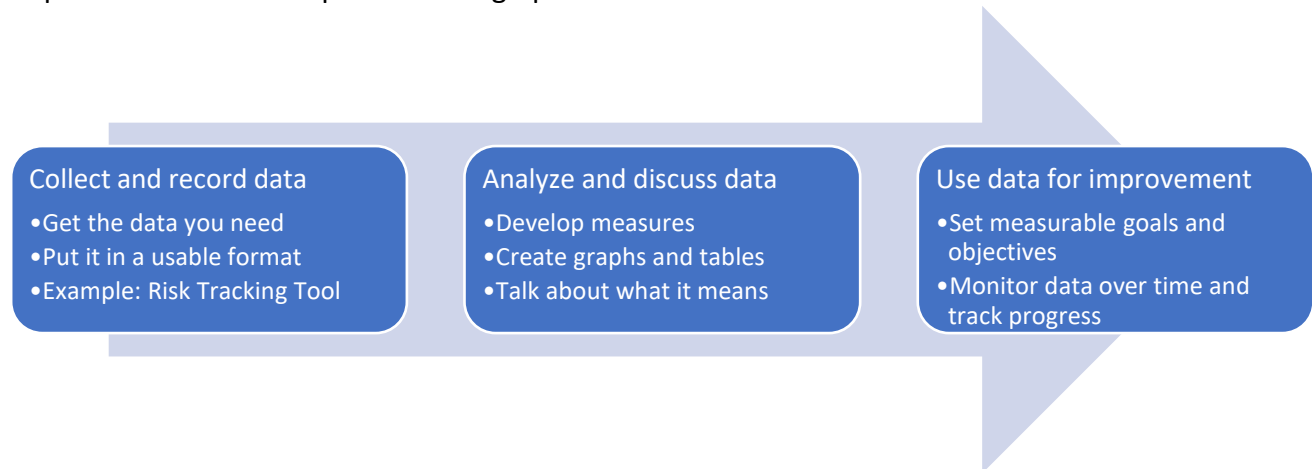 Collect and record data
•Get the data you need
•Put it in a usable format
•Example: Risk Tracking Tool
Analyze and discuss data
•Develop measures
•Create graphs and tables
•Talk about what it means
Use data for improvement
•Set measurable goals and
objectives
•Monitor data over time and
track progress